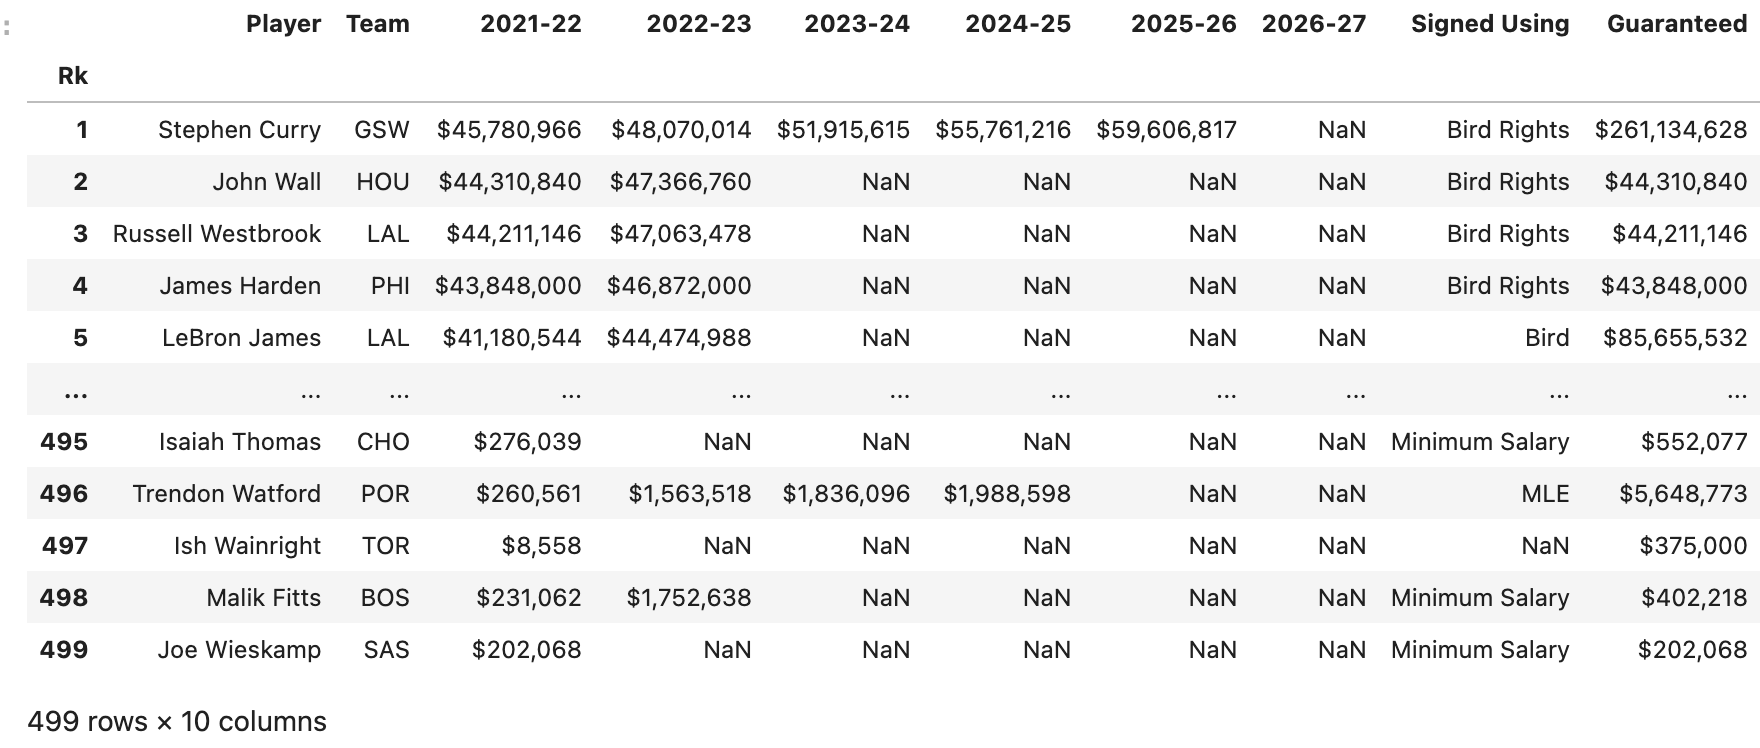 :
Player Team 2021-22 2022-23 2023-24 2024-25 2025-26 2026-27 Signed Using Guaranteed
Rk
1 Stephen Curry GSW $45,780,966 $48,070,014 $51,915,615 $55,761,216 $59,606,817 NaN Bird Rights $261,134,628
2 John Wall HOU $44,310,840 $47,366,760 NaN NaN NaN NaN Bird Rights $44,310,840
3 Russell Westbrook LAL $44,211,146 $47,063,478 NaN NaN NaN NaN Bird Rights $44,211,146
4 James Harden PHI $43,848,000 $46,872,000 NaN NaN NaN NaN Bird Rights $43,848,000
5 LeBron James LAL $41,180,544 $44,474,988 NaN NaN NaN NaN Bird $85,655,532
... ... ... ... ... ... ... ... ... ... ...
495 Isaiah Thomas CHO $276,039 NaN NaN NaN NaN NaN Minimum Salary $552,077
496 Trendon Watford POR $260,561 $1,563,518 $1,836,096 $1,988,598 NaN NaN MLE $5,648,773
497 Ish Wainright TOR $8,558 NaN NaN NaN NaN NaN NaN $375,000
498 Malik Fitts BOS $231,062 $1,752,638 NaN NaN NaN NaN Minimum Salary $402,218
499 Joe Wieskamp SAS $202,068 NaN NaN NaN NaN NaN Minimum Salary $202,068
499 rows × 10 columns